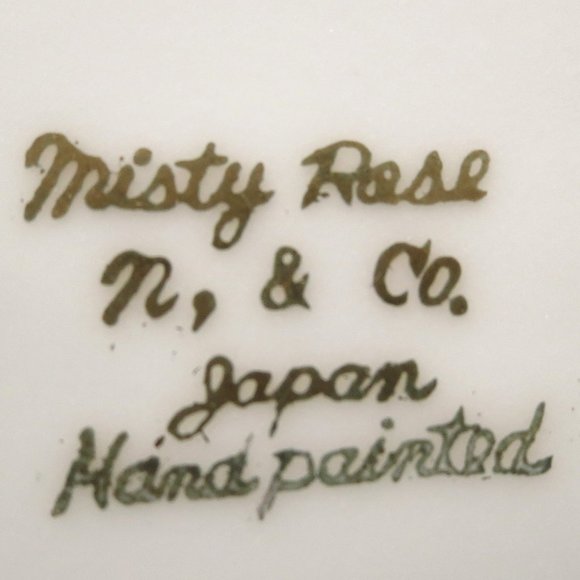 Misty Rose
N, & Co.
Japan
Hand painted